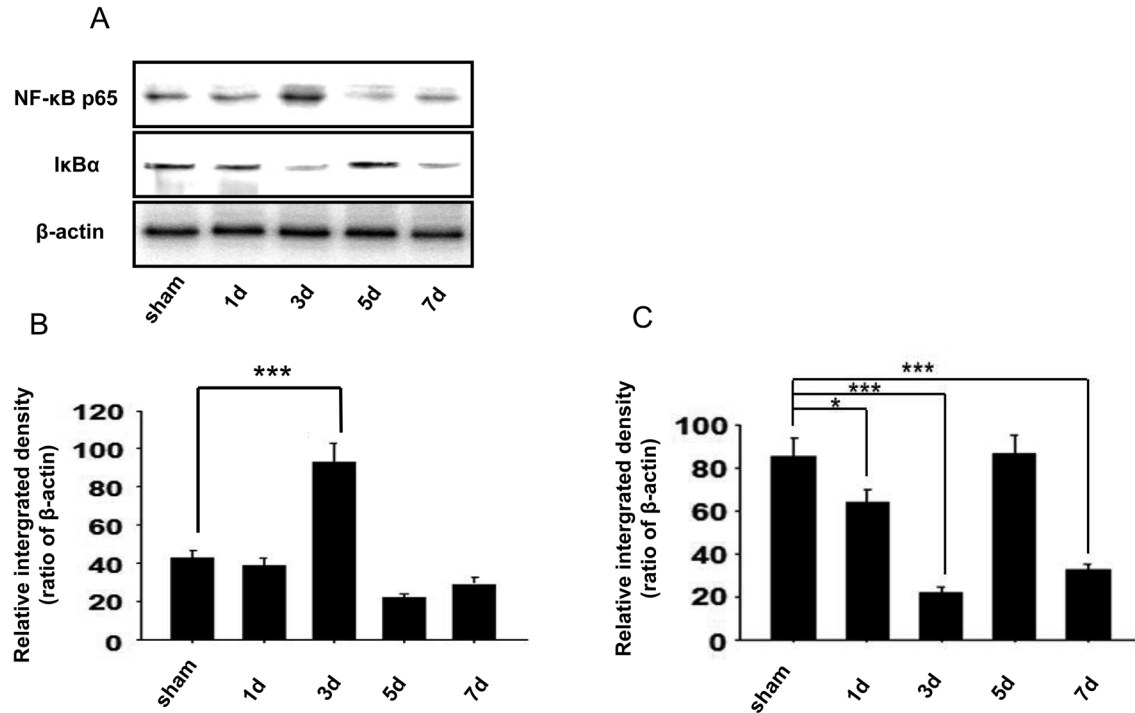 A
NF-κB p65
IκBα
β-actin
sham 1d 3d 5d 7d
B
Relative intergrated density
(ratio of β-actin)
120
100
80
60
40
20
0
***
sham 1d 3d 5d 7d
C
Relative intergrated density
(ratio of β-actin)
100
80
60
40
20
0
***
***
*
sham 1d 3d 5d 7d